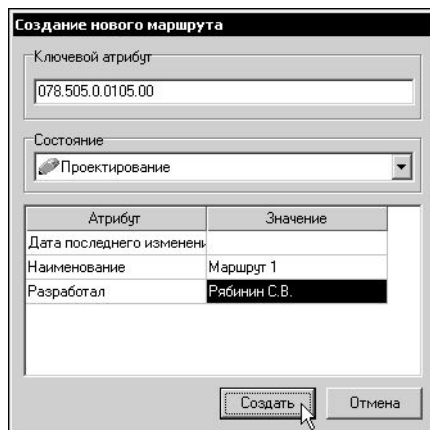 Создание нового маршрута
Ключевой атрибут
078.505.0.0105.00
Состояние
Проектирование
Атрибут Значение
Дата последнего изменени
Наименование Маршрут 1
Разработал Рябинин С.В.
Создать Отмена